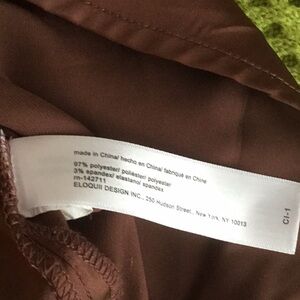 made in China/ hecho en China/ fabriqué en Chine
97% polyester/ poliéster/ polyester
3% spandex/ elastano/ spandex
rn-142711
ELOQUII DESIGN INC., 250 Hudson Street, New York, NY 10013
CI-1